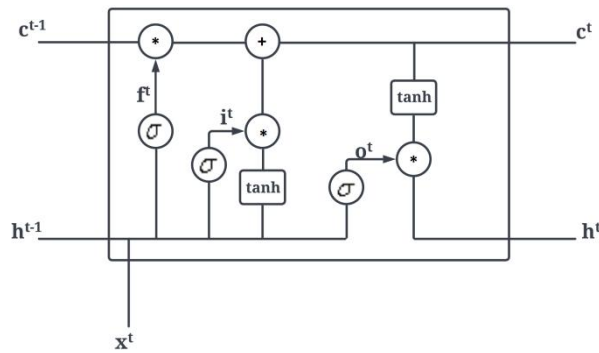 c^t-1 * + c^t
f^t
i^t
tanh
σ * o^t *
σ σ
tanh
h^t-1 h^t
x^t